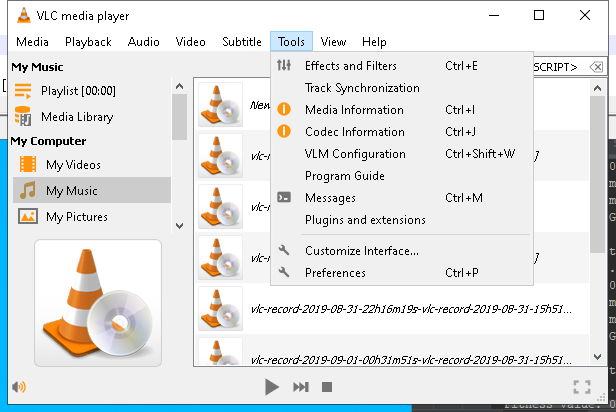 VLC media player
Media Playback Audio Video Subtitle Tools View Help
My Music
Playlist [00:00]
Media Library
My Computer
My Videos
My Music
My Pictures
SCRIPT>
Effects and Filters Ctrl+E
Track Synchronization
Media Information Ctrl+I
Codec Information Ctrl+J
VLM Configuration Ctrl+Shift+W
Program Guide
Messages Ctrl+M
Plugins and extensions
Customize Interface...
Preferences Ctrl+P
New
vlc-r
vlc-r
vlc-r
vlc-record-2019-08-31-22h16m19s-vlc-record-2019-08-31-15h51...
vlc-record-2019-09-01-00h31m51s-vlc-record-2019-08-31-15h51...
fitness value: 0